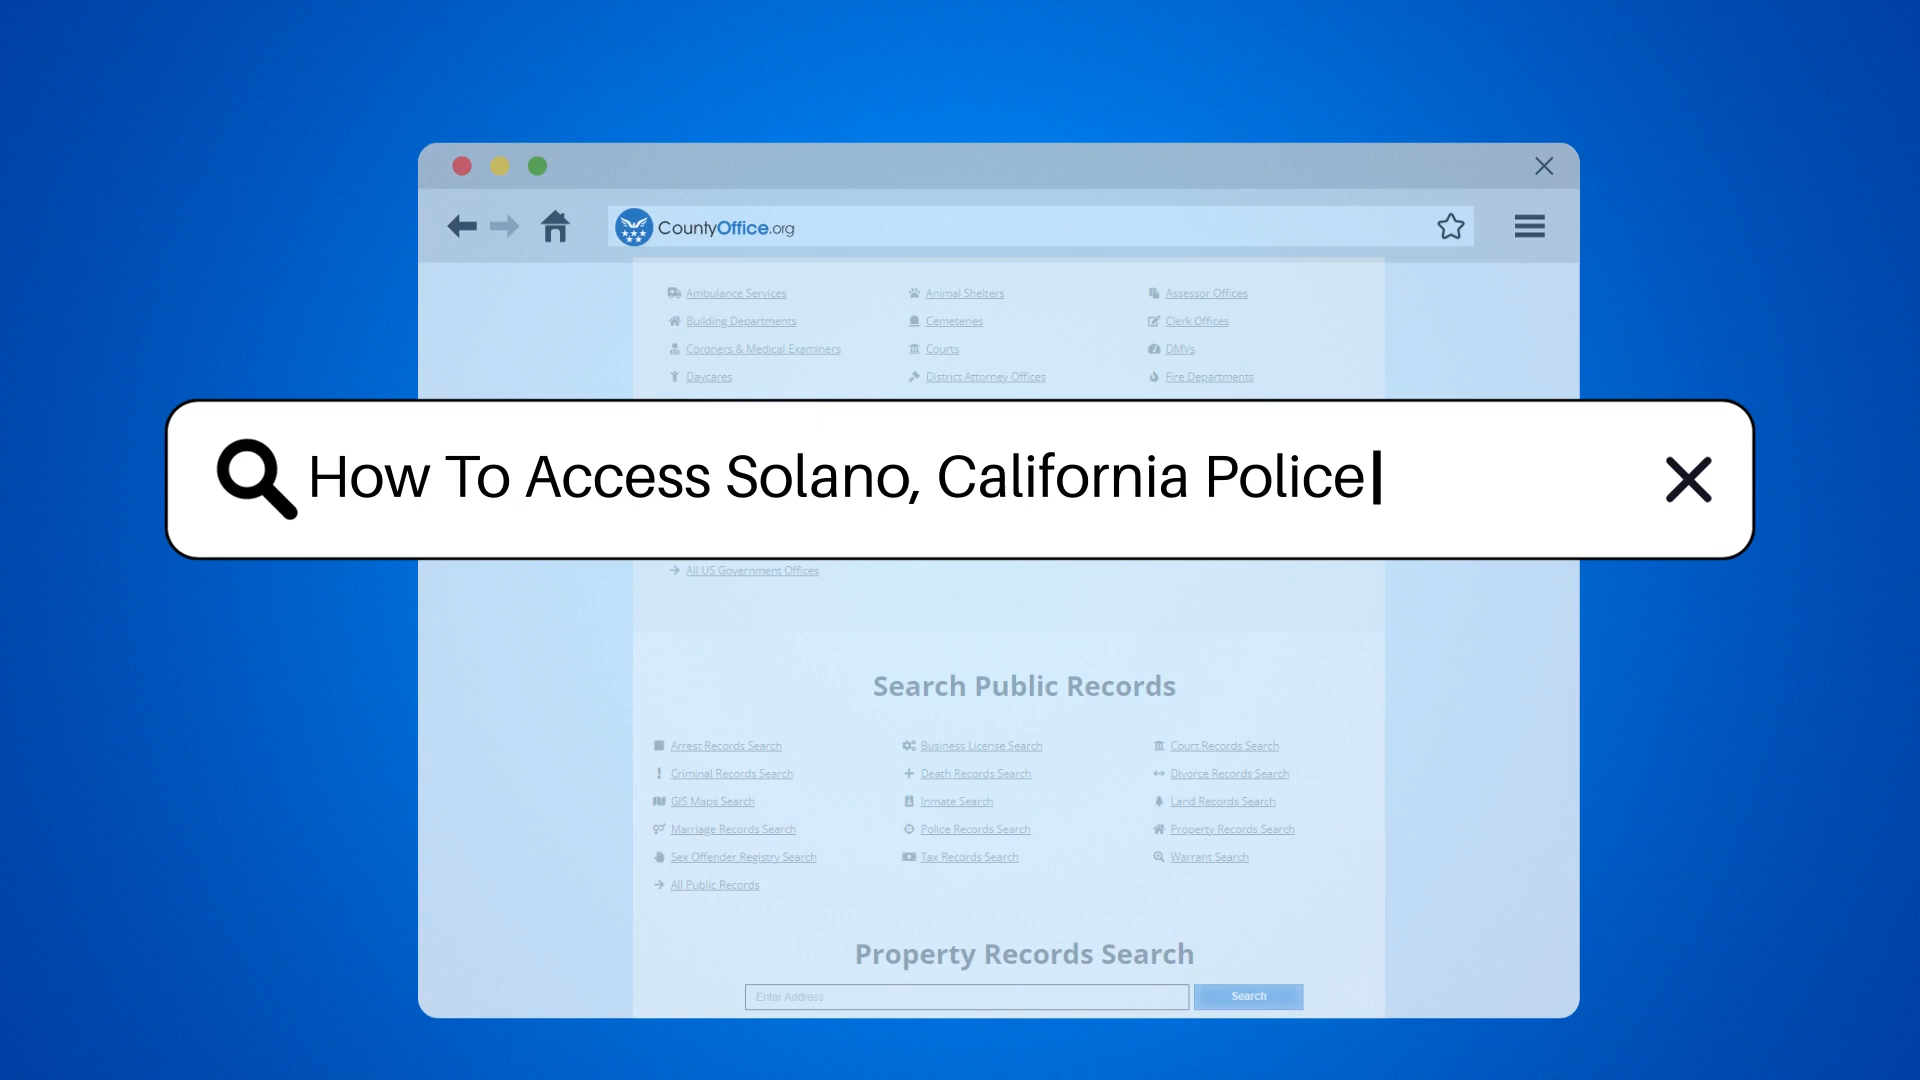 CountyOffice.org
Ambulance Services Animal Shelters Assessor Offices
Building Departments Cemeteries Clerk Offices
Coroners & Medical Examiners Courts DMVs
Daycares District Attorney Offices Fire Departments
How To Access Solano, California Police
All US Government Offices
Search Public Records
Arrest Records Search Business License Search Court Records Search
Criminal Records Search Death Records Search Divorce Records Search
GIS Maps Search Inmate Search Land Records Search
Marriage Records Search Police Records Search Property Records Search
Sex Offender Registry Search Tax Records Search Warrant Search
All Public Records
Property Records Search
Enter Address Search